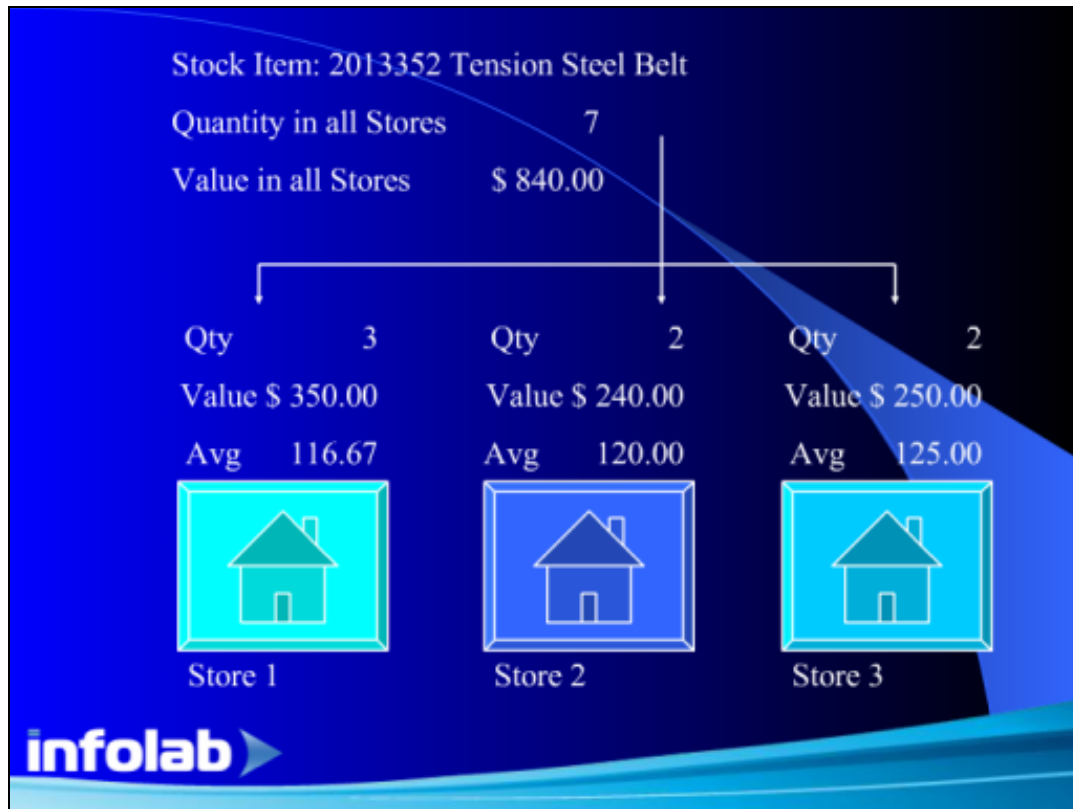 Stock Item: 2013352 Tension Steel Belt
Quantity in all Stores 7
Value in all Stores $ 840.00
Qty 3 Qty 2 Qty 2
Value $ 350.00 Value $ 240.00 Value $ 250.00
Avg 116.67 Avg 120.00 Avg 125.00
Store 1 Store 2 Store 3
infolab